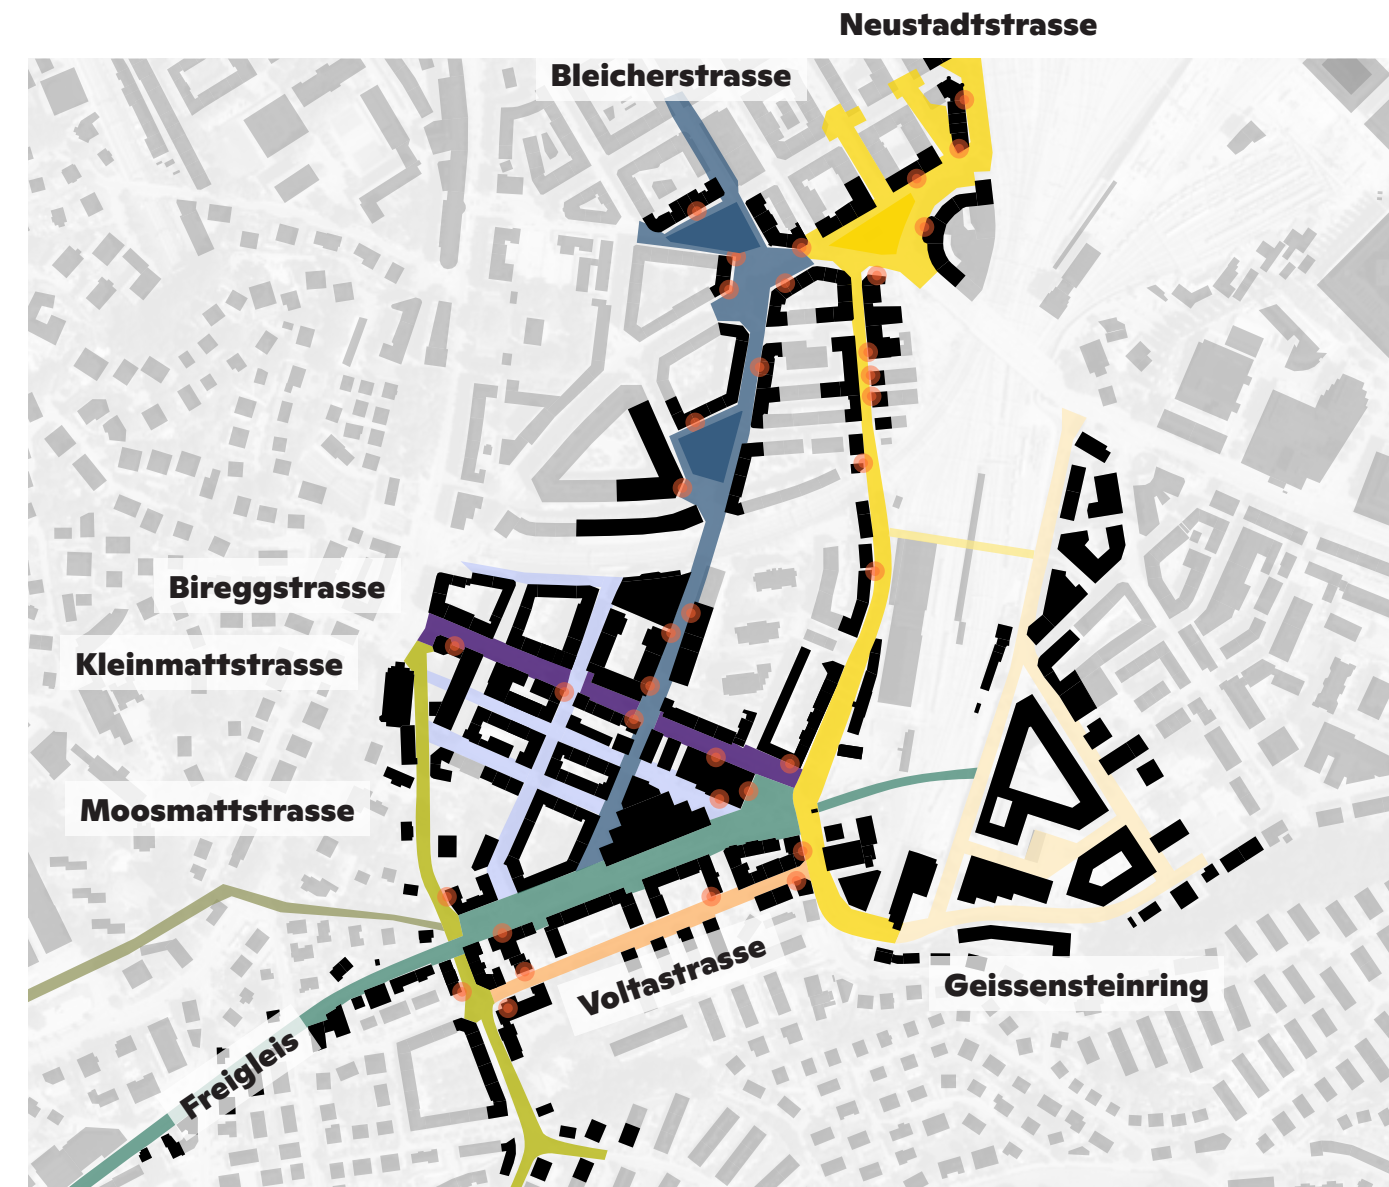 Neustadtstrasse
Bleicherstrasse
Bireggstrasse
Kleinmattstrasse
Moosmattstrasse
Voltastrasse
Geissensteinring
Freigleis